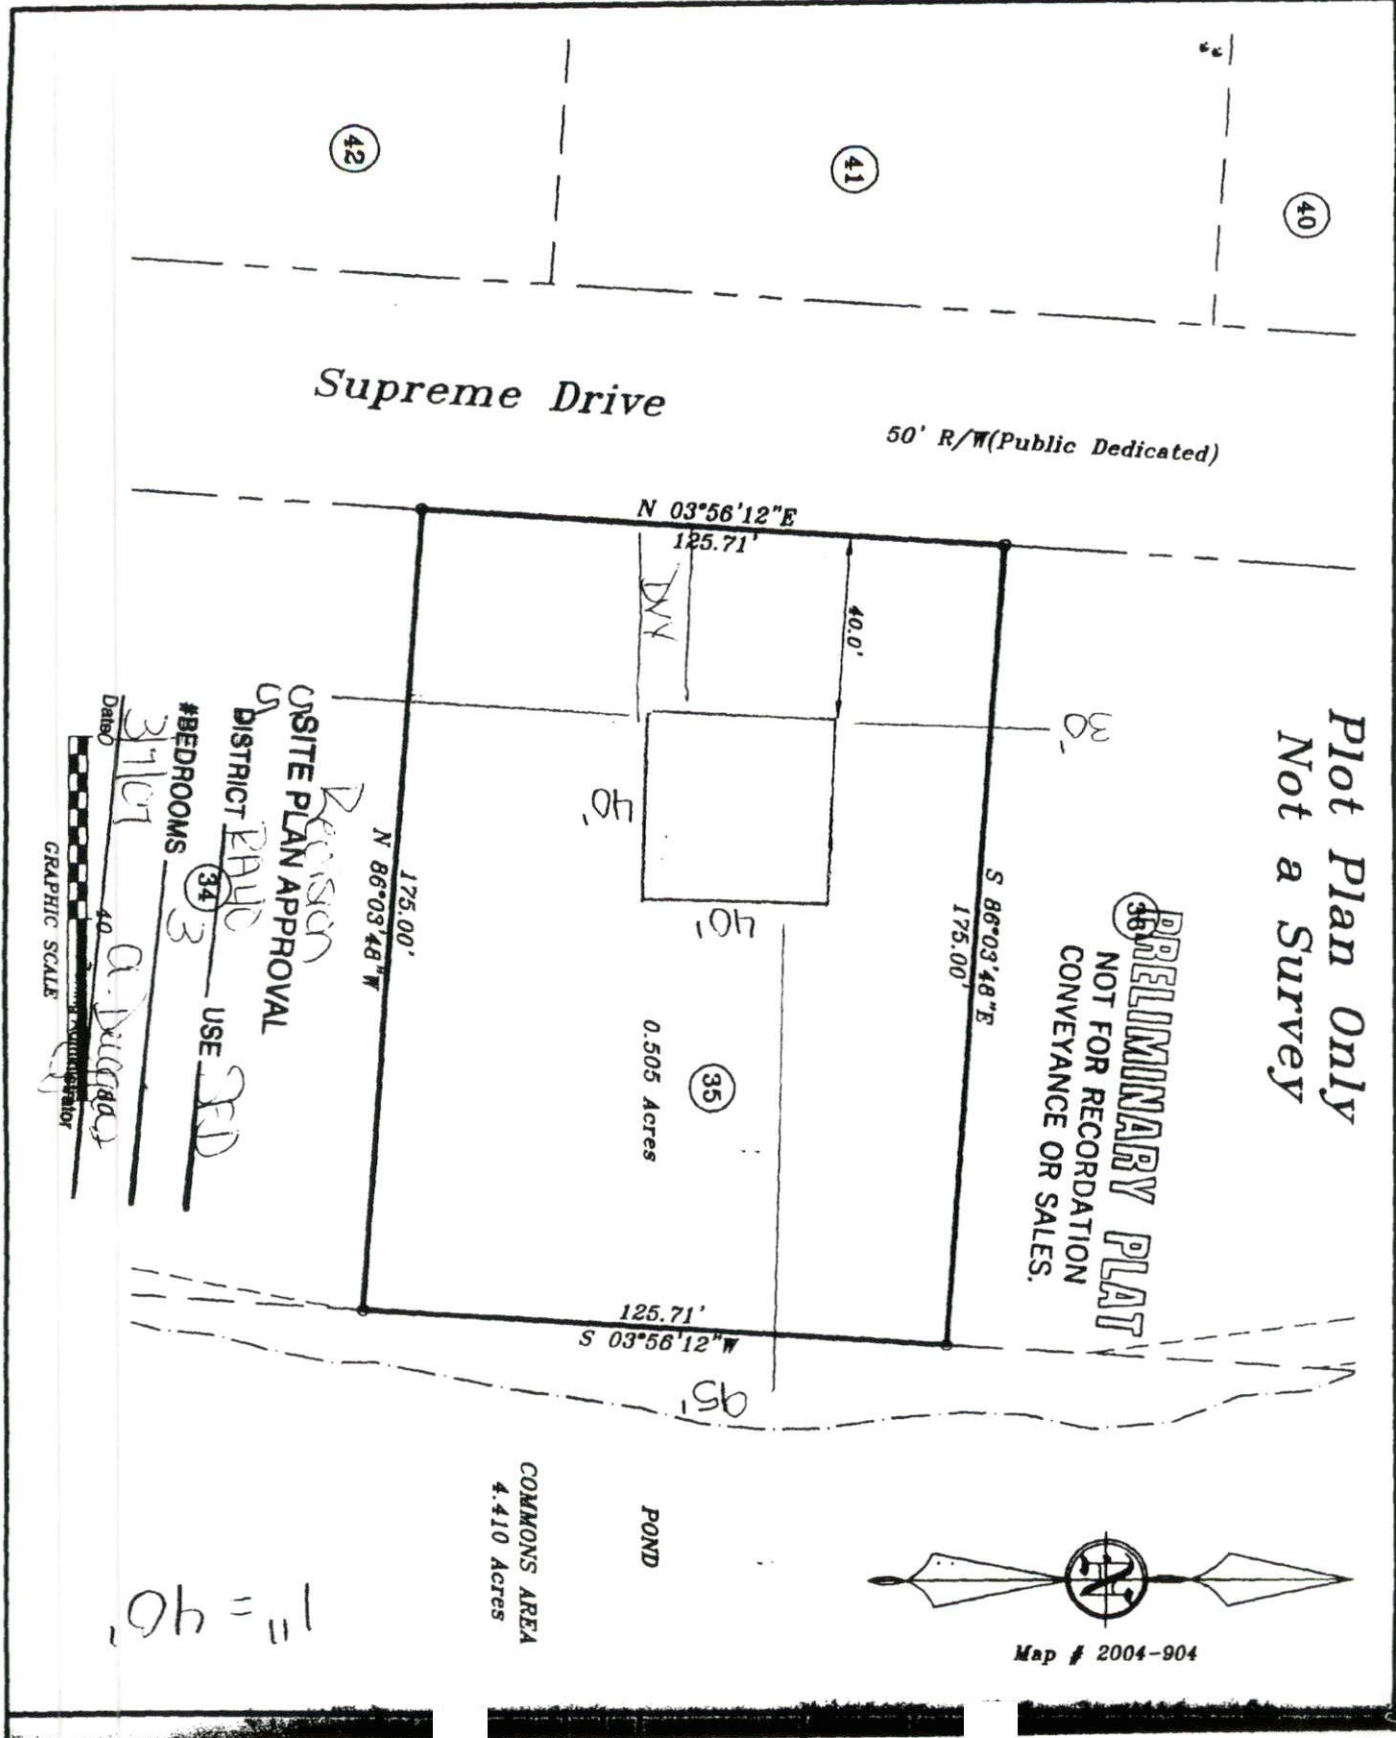 Plot Plan Only
Not a Survey
42
41
40
Supreme Drive
50' R/W(Public Dedicated)
N 03°56'12"E
125.71'
DW
40.0'
30'
40'
40'
S 86°03'48"E
175.00'
36
PRELIMINARY PLAT
NOT FOR RECORDATION
CONVEYANCE OR SALES.
35
0.505 Acres
175.00'
N 86°03'48"W
Revision
SITE PLAN APPROVAL
DISTRICT USE SFD
34
#BEDROOMS 3
Date
40
80
GRAPHIC SCALE
125.71'
S 03°56'12"W
95'
POND
COMMONS AREA
4.410 Acres
N
Map # 2004-904
1" = 40'